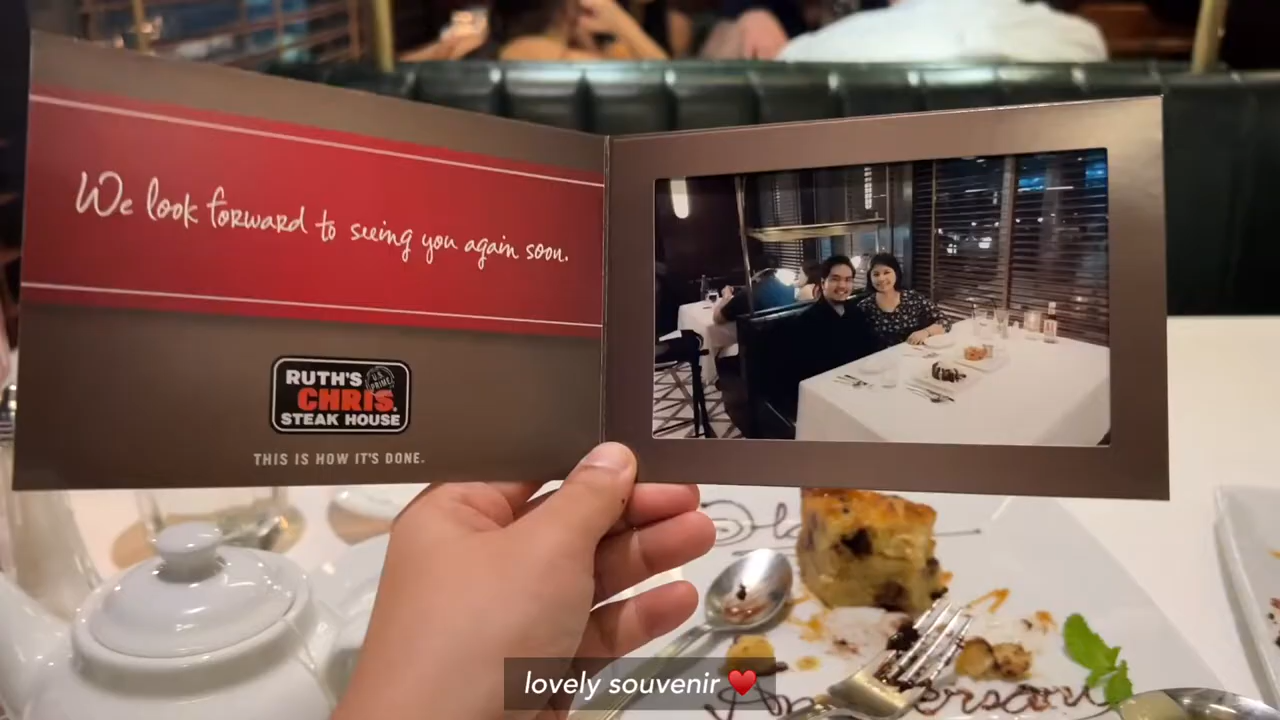 We look forward to seeing you again soon.
RUTH'S
U.S. PRIME
CHRIS®
STEAK HOUSE
THIS IS HOW IT'S DONE.
lovely souvenir ♥️